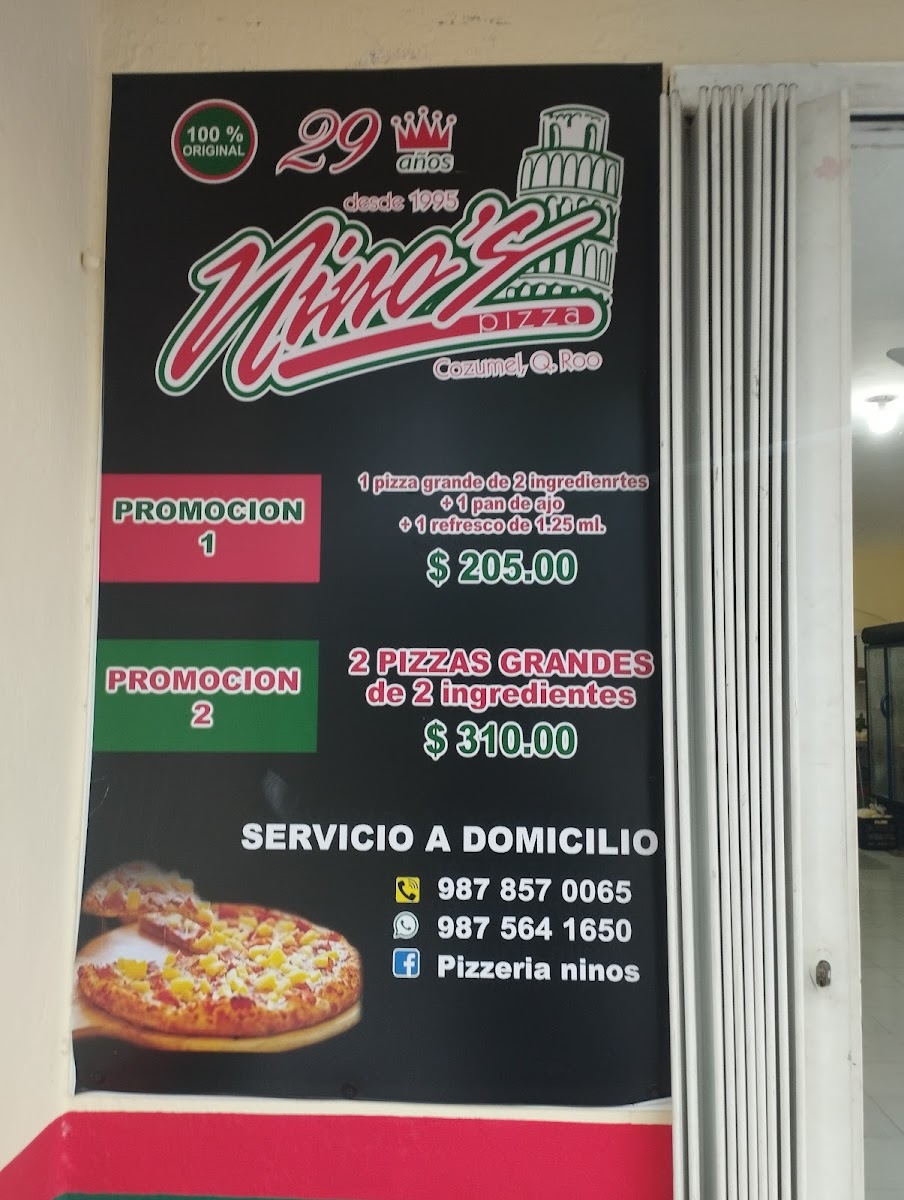 100 %
ORIGINAL
29
años
desde 1995
Nino's
pizza
Cozumel, Q. Roo
PROMOCION
1
1 pizza grande de 2 ingredienrtes
+ 1 pan de ajo
+ 1 refresco de 1.25 ml.
$ 205.00
PROMOCION
2
2 PIZZAS GRANDES
de 2 ingredientes
$ 310.00
SERVICIO A DOMICILIO
987 857 0065
987 564 1650
Pizzeria ninos